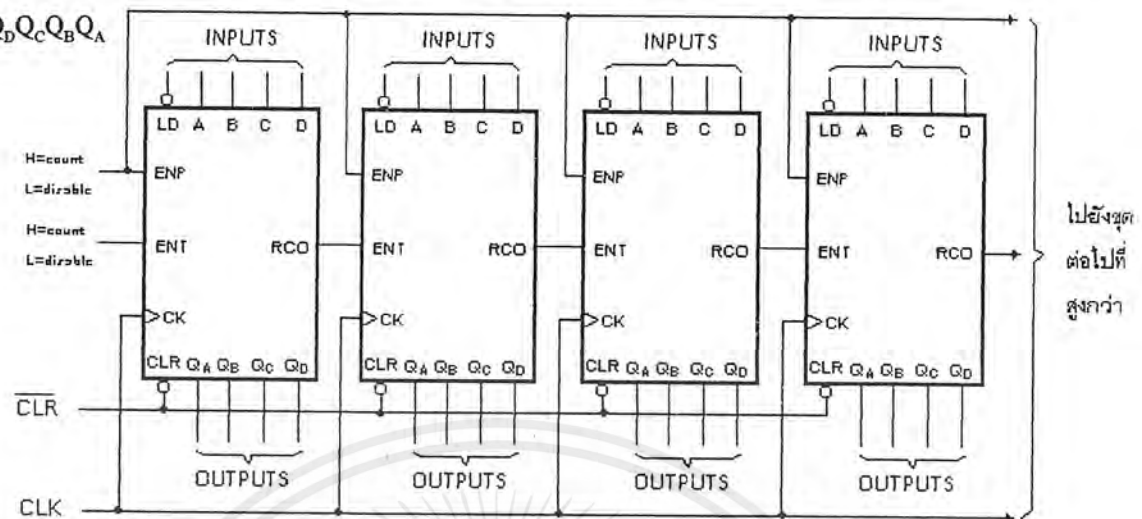 QDQCQBQA
INPUTS INPUTS INPUTS INPUTS
LD A B C D LD A B C D LD A B C D LD A B C D
H=count
L=disable
ENP ENP ENP ENP
H=count
L=disable
ENT RCO ENT RCO ENT RCO ENT RCO
ไปยังชุด
ต่อไปที่
สูงกว่า
CK CK CK CK
CLR QA QB QC QD CLR QA QB QC QD CLR QA QB QC QD CLR QA QB QC QD
CLR
OUTPUTS OUTPUTS OUTPUTS OUTPUTS
CLK